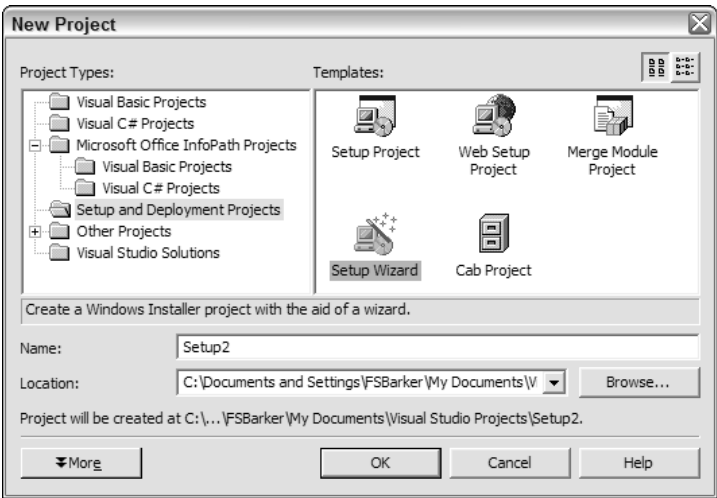 New Project
Project Types:
Templates:
Visual Basic Projects
Visual C# Projects
Microsoft Office InfoPath Projects
Visual Basic Projects
Visual C# Projects
Setup and Deployment Projects
Other Projects
Visual Studio Solutions
Setup Project
Web Setup
Project
Merge Module
Project
Setup Wizard
Cab Project
Create a Windows Installer project with the aid of a wizard.
Name:
Setup2
Location:
C:\Documents and Settings\FSBarker\My Documents\Vi
Browse...
Project will be created at C:\...\FSBarker\My Documents\Visual Studio Projects\Setup2.
More
OK
Cancel
Help